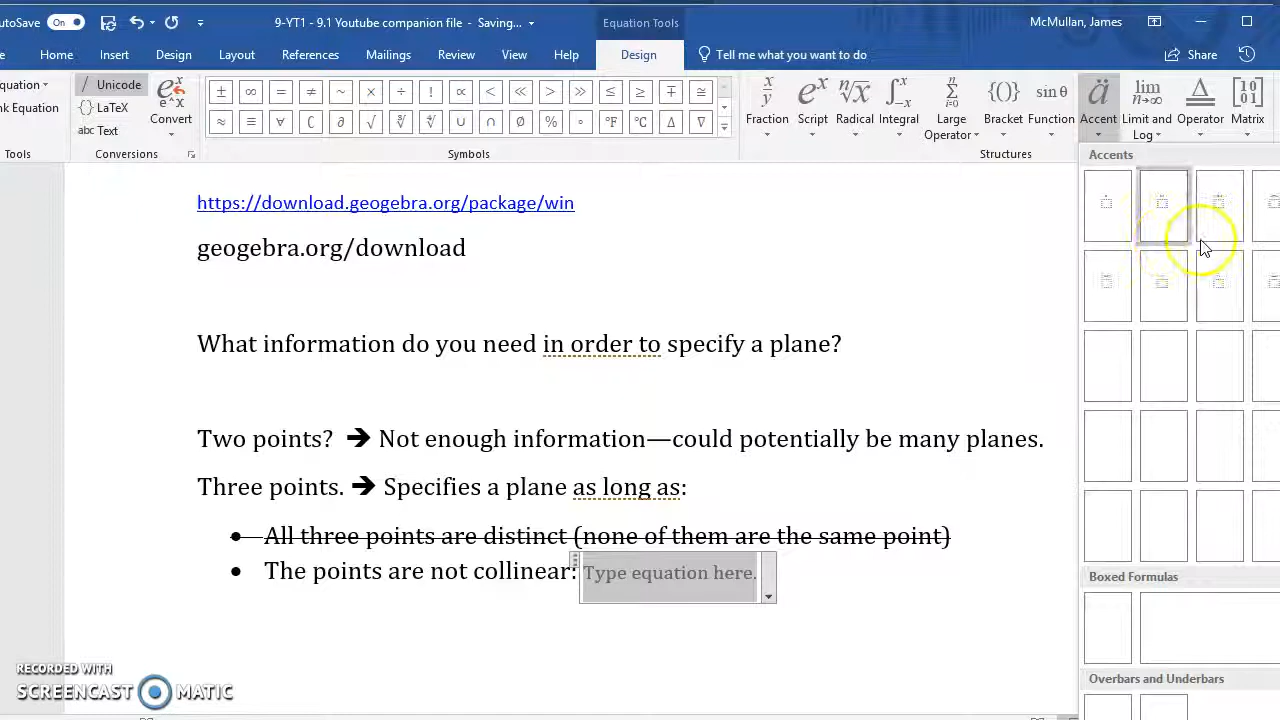 AutoSave On 9-YT1 - 9.1 Youtube companion file - Saving... Equation Tools McMullan, James
Home Insert Design Layout References Mailings Review View Help Design Tell me what you want to do Share
Unicode
LaTeX
abc Text
Convert
Fraction Script Radical Integral Large Operator Bracket Function Accent Limit and Log Operator Matrix
Tools Conversions Symbols Structures
Accents
https://download.geogebra.org/package/win
geogebra.org/download
What information do you need in order to specify a plane?
Two points? ➔ Not enough information—could potentially be many planes.
Three points. ➔ Specifies a plane as long as:
• All three points are distinct (none of them are the same point)
• The points are not collinear: Type equation here.
Boxed Formulas
Overbars and Underbars
RECORDED WITH
SCREENCAST MATIC